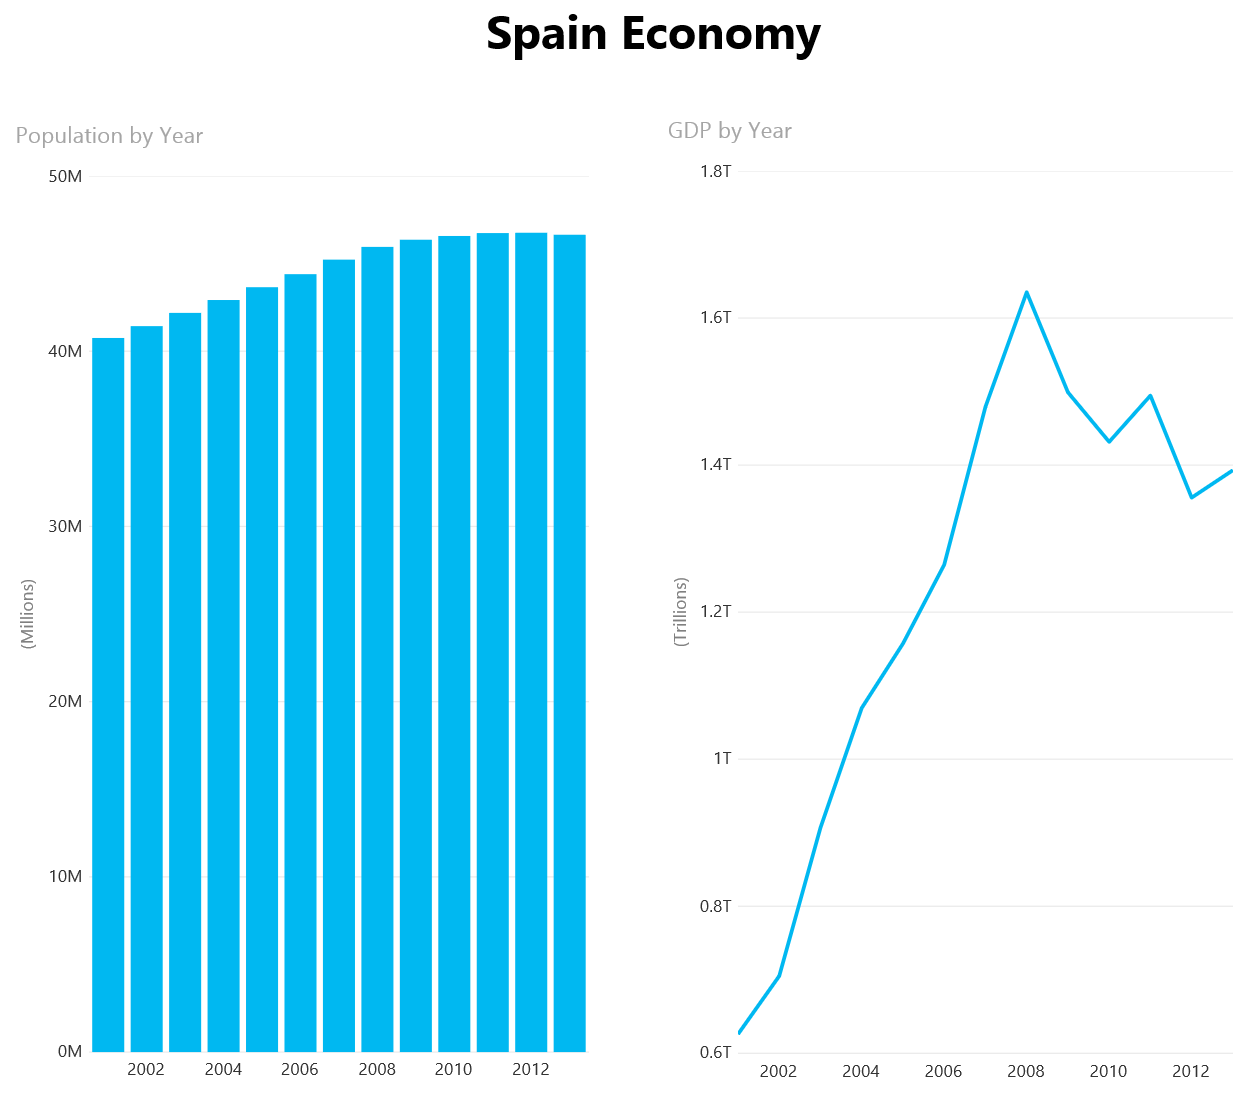 Spain Economy
Population by Year
50M
40M
30M
20M
10M
0M
(Millions)
2002 2004 2006 2008 2010 2012
GDP by Year
1.8T
1.6T
1.4T
1.2T
1T
0.8T
0.6T
(Trillions)
2002 2004 2006 2008 2010 2012